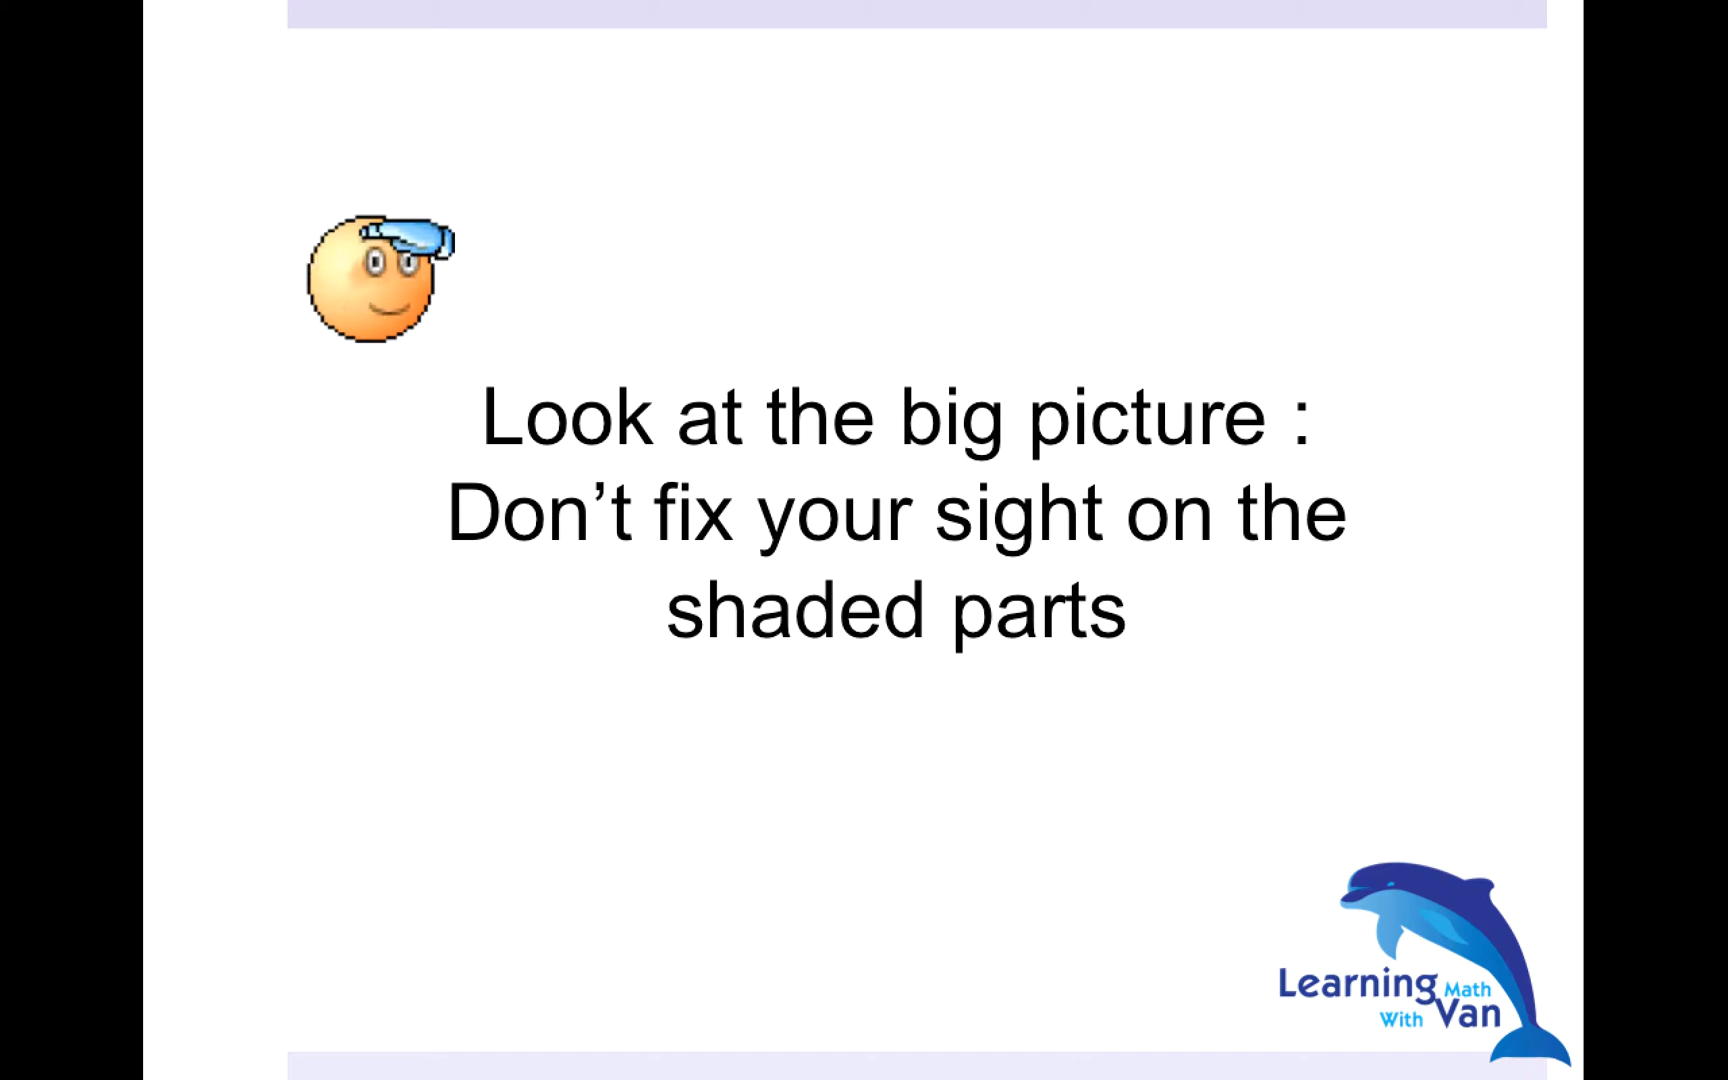 Look at the big picture :
Don’t fix your sight on the
shaded parts
Learning Math
With Van